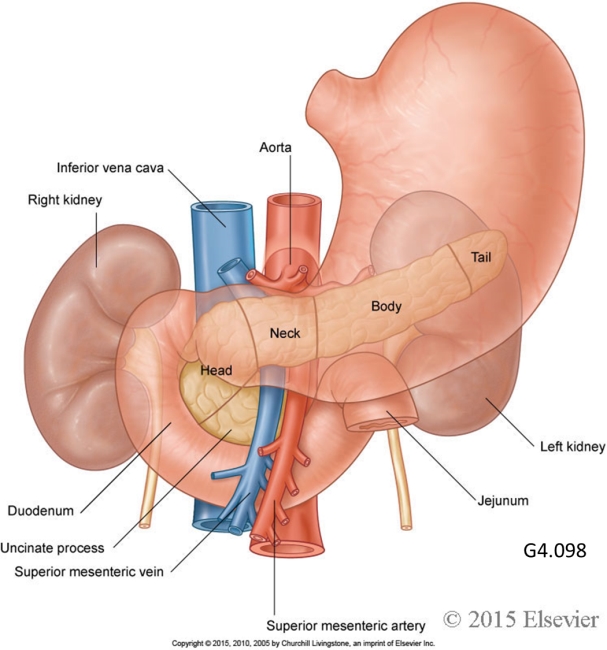 Aorta
Inferior vena cava
Right kidney
Tail
Body
Neck
Head
Left kidney
Jejunum
Duodenum
Uncinate process
G4.098
Superior mesenteric vein
Superior mesenteric artery
© 2015 Elsevier
Copyright © 2015, 2010, 2005 by Churchill Livingstone, an imprint of Elsevier Inc.